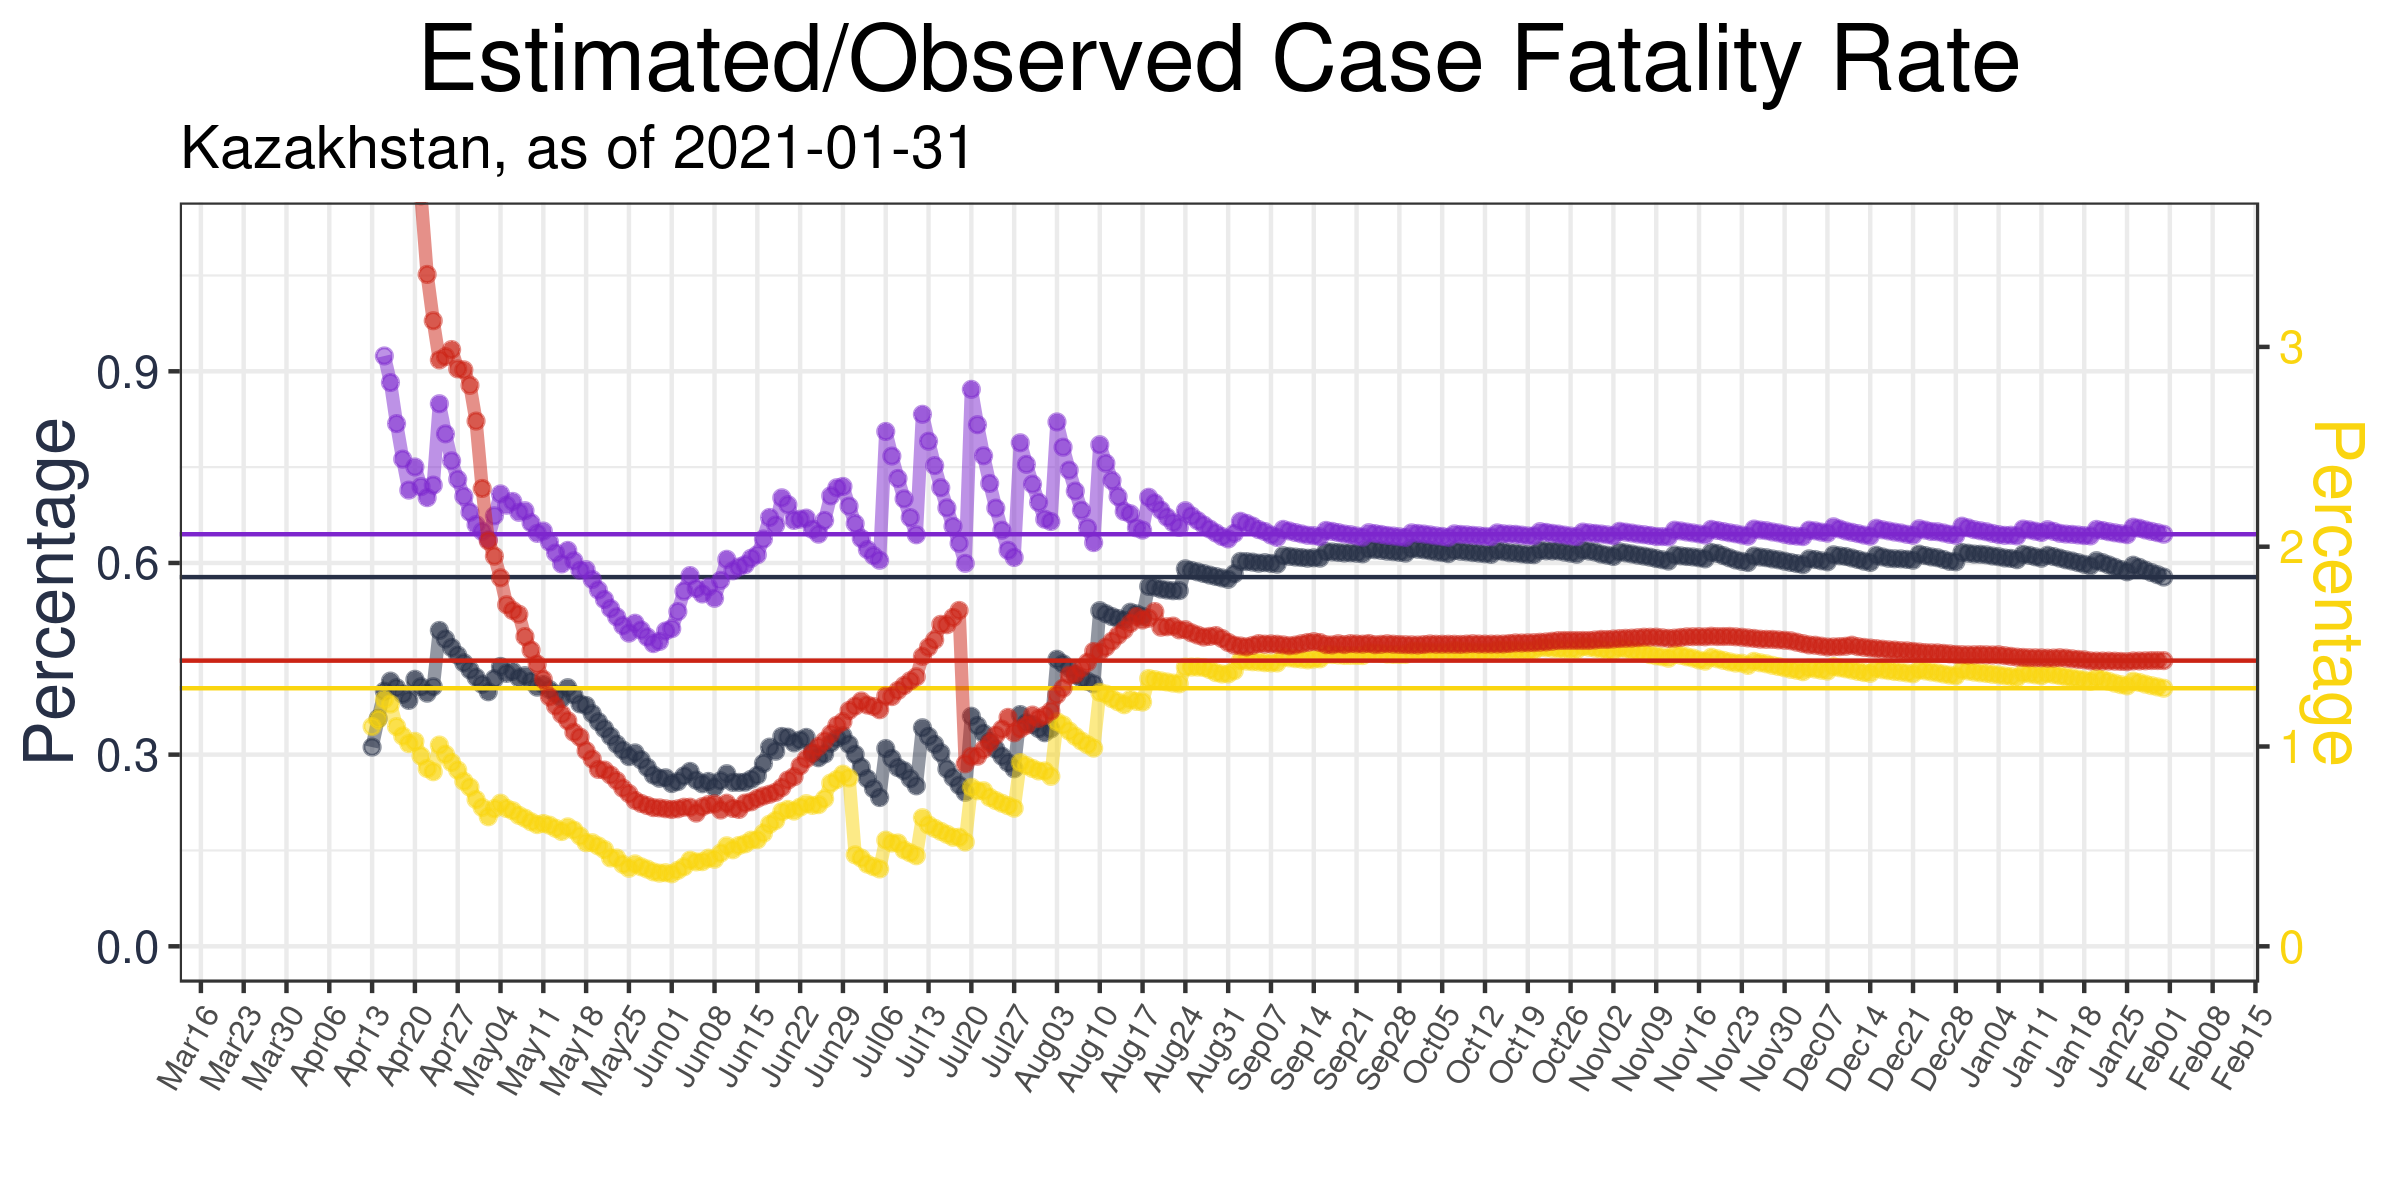 Estimated/Observed Case Fatality Rate
Kazakhstan, as of 2021-01-31
Percentage
0.9
0.6
0.3
0.0
3
2
1
0
Percentage
Mar16
Mar23
Mar30
Apr06
Apr13
Apr20
Apr27
May04
May11
May18
May25
Jun01
Jun08
Jun15
Jun22
Jun29
Jul06
Jul13
Jul20
Jul27
Aug03
Aug10
Aug17
Aug24
Aug31
Sep07
Sep14
Sep21
Sep28
Oct05
Oct12
Oct19
Oct26
Nov02
Nov09
Nov16
Nov23
Nov30
Dec07
Dec14
Dec21
Dec28
Jan04
Jan11
Jan18
Jan25
Feb01
Feb08
Feb15